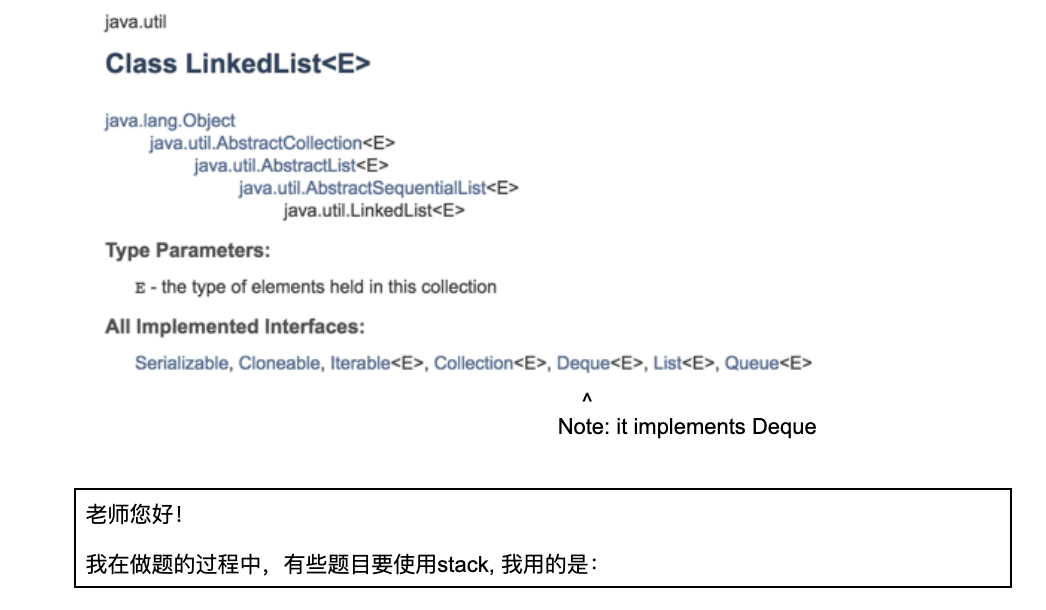 java.util
Class LinkedList<E>
java.lang.Object
java.util.AbstractCollection<E>
java.util.AbstractList<E>
java.util.AbstractSequentialList<E>
java.util.LinkedList<E>
Type Parameters:
E - the type of elements held in this collection
All Implemented Interfaces:
Serializable, Cloneable, Iterable<E>, Collection<E>, Deque<E>, List<E>, Queue<E>
^
Note: it implements Deque
老师您好！
我在做题的过程中，有些题目要使用stack, 我用的是：